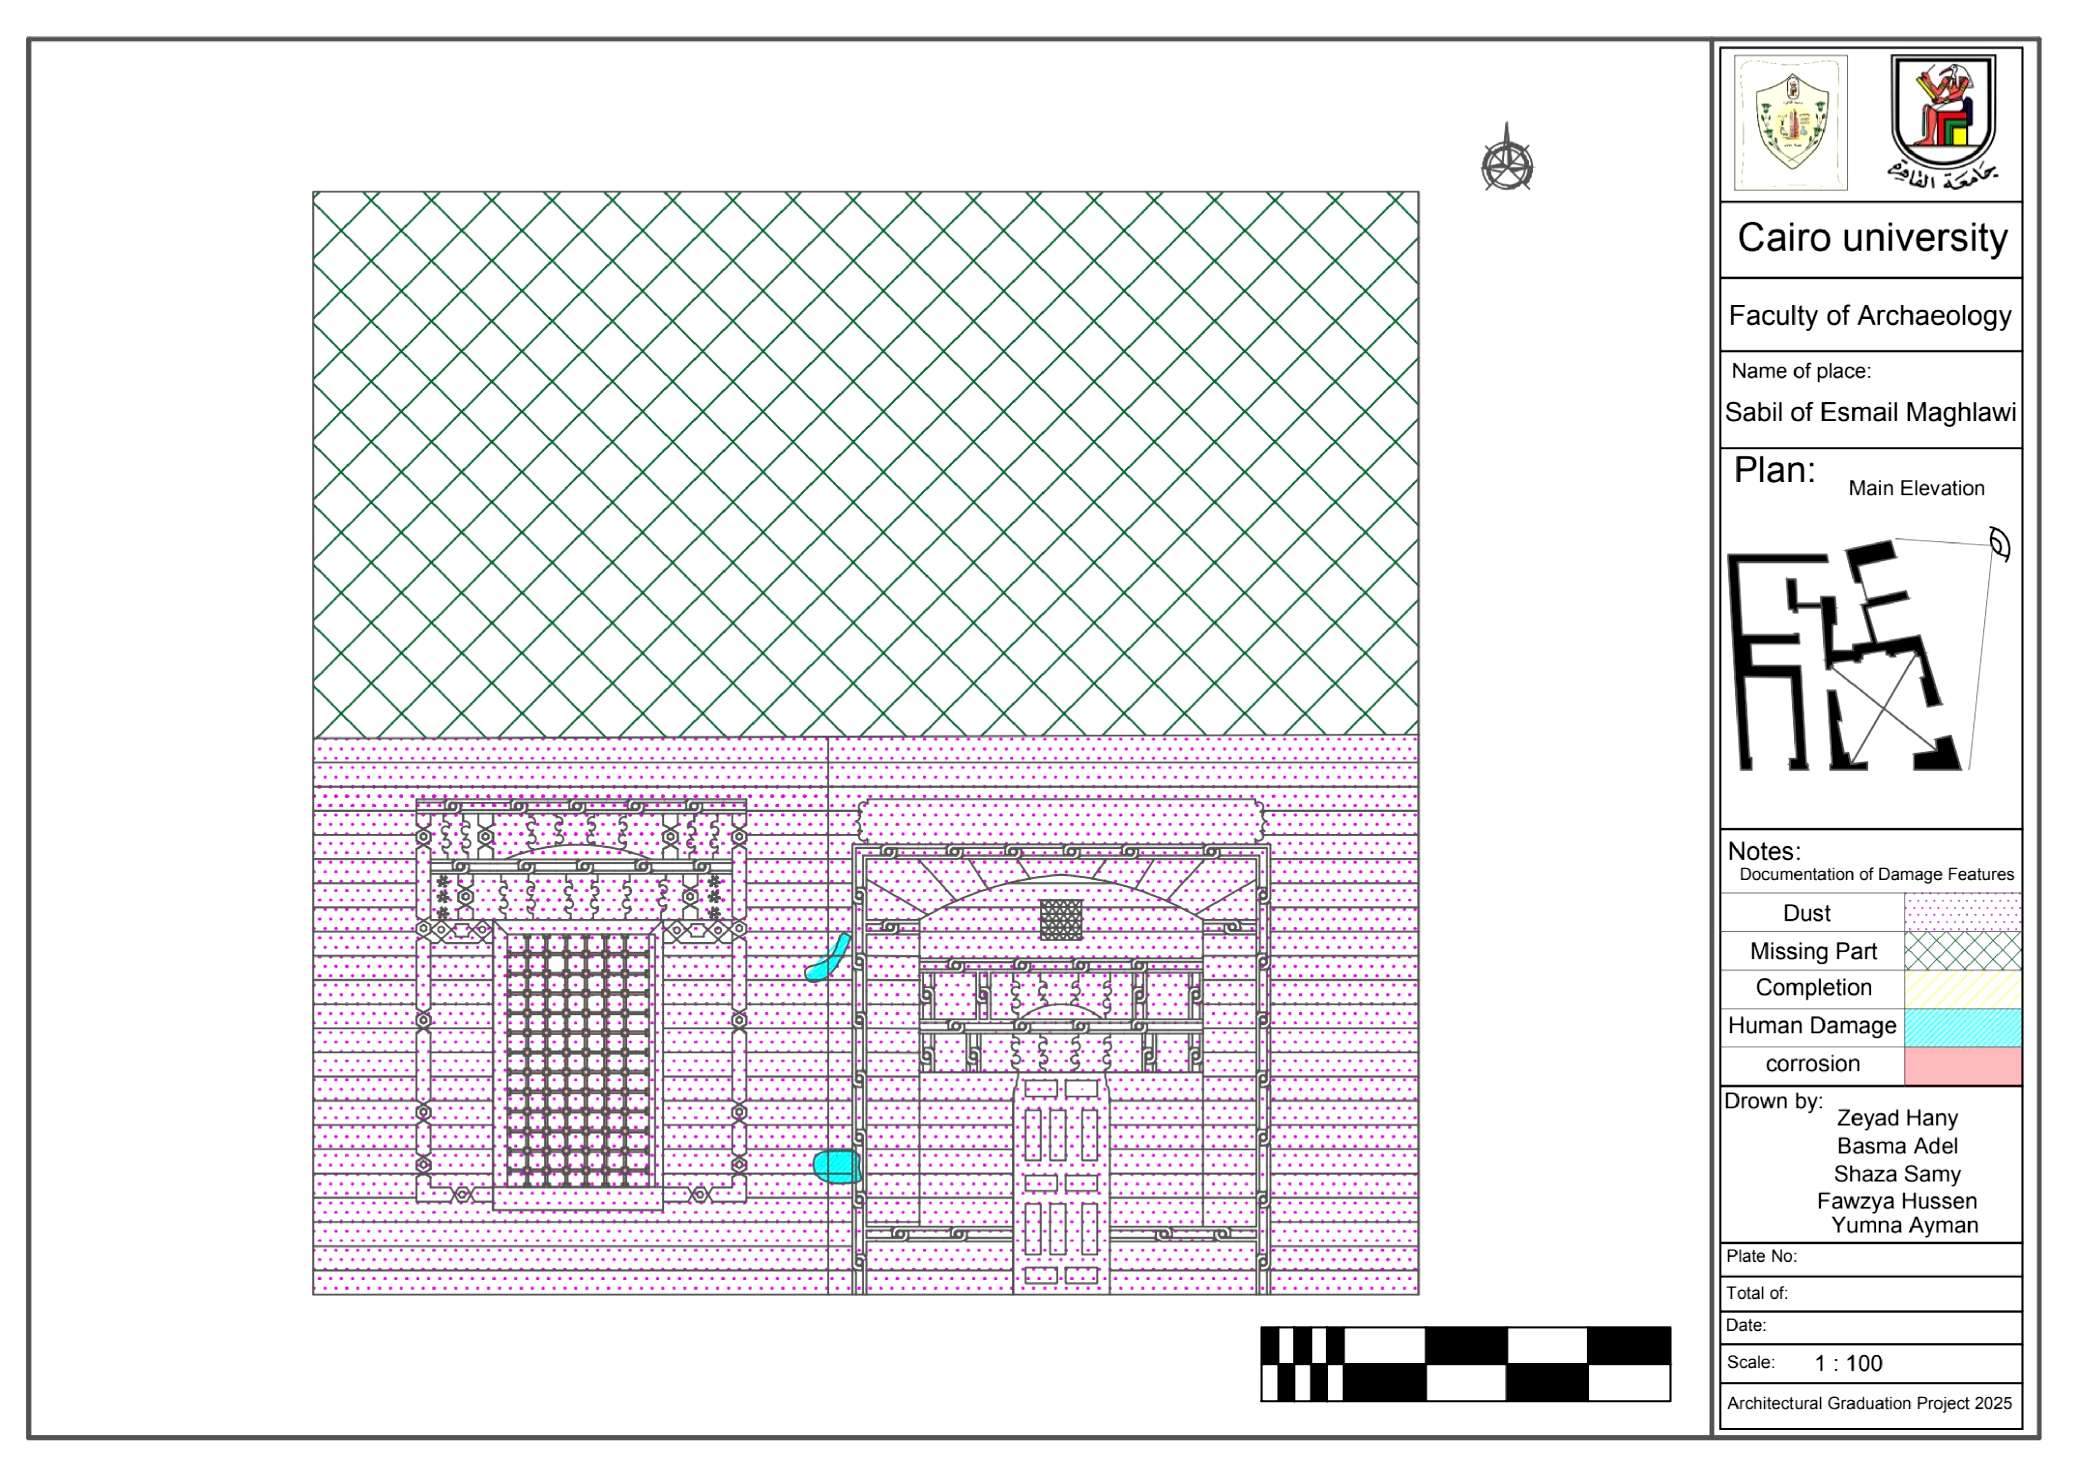 جامعة القاهرة
Cairo university
Faculty of Archaeology
Name of place:
Sabil of Esmail Maghlawi
Plan:
Main Elevation
Notes:
Documentation of Damage Features
Dust
Missing Part
Completion
Human Damage
corrosion
Drown by:
Zeyad Hany
Basma Adel
Shaza Samy
Fawzya Hussen
Yumna Ayman
Plate No:
Total of:
Date:
Scale: 1 : 100
Architectural Graduation Project 2025